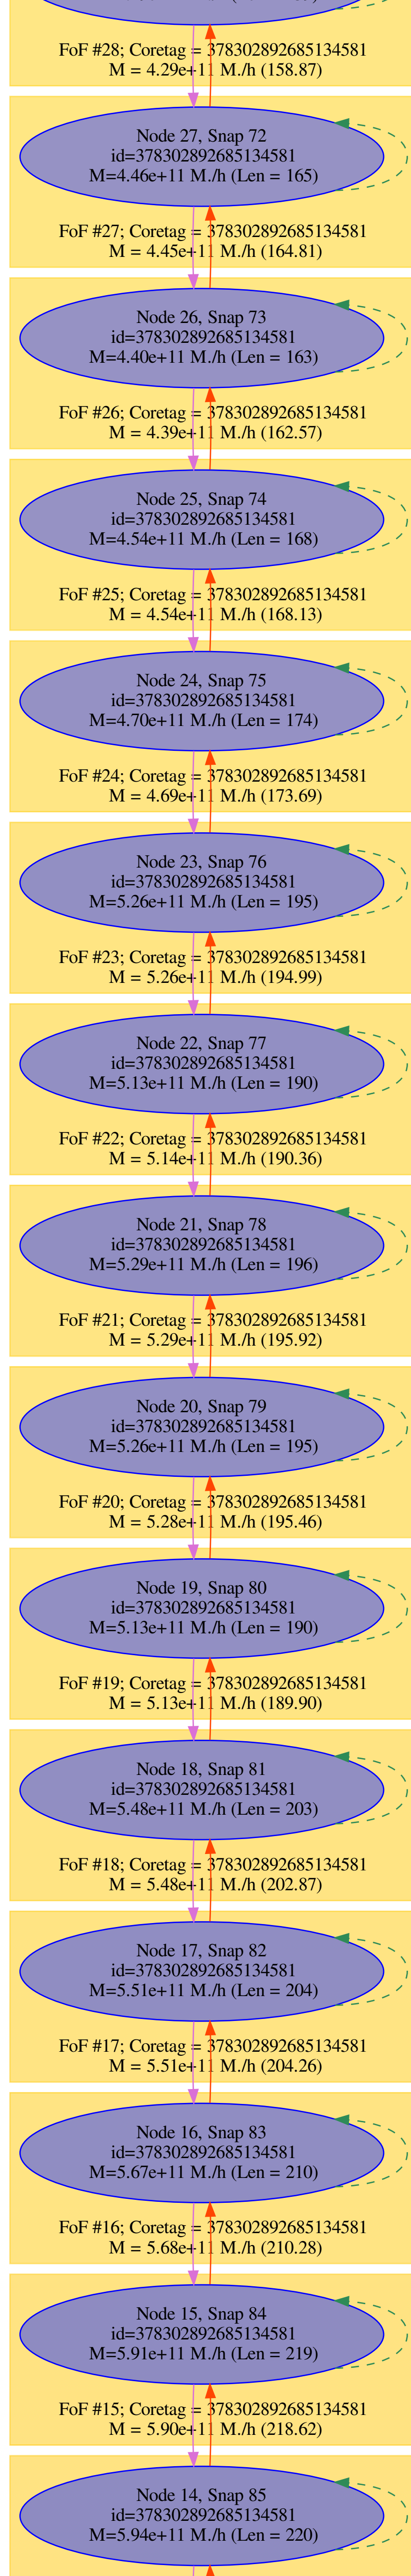 FoF #28; Coretag = 378302892685134581
M = 4.29e+11 M./h (158.87)
Node 27, Snap 72
id=378302892685134581
M=4.46e+11 M./h (Len = 165)
FoF #27; Coretag = 378302892685134581
M = 4.45e+11 M./h (164.81)
Node 26, Snap 73
id=378302892685134581
M=4.40e+11 M./h (Len = 163)
FoF #26; Coretag = 378302892685134581
M = 4.39e+11 M./h (162.57)
Node 25, Snap 74
id=378302892685134581
M=4.54e+11 M./h (Len = 168)
FoF #25; Coretag = 378302892685134581
M = 4.54e+11 M./h (168.13)
Node 24, Snap 75
id=378302892685134581
M=4.70e+11 M./h (Len = 174)
FoF #24; Coretag = 378302892685134581
M = 4.69e+11 M./h (173.69)
Node 23, Snap 76
id=378302892685134581
M=5.26e+11 M./h (Len = 195)
FoF #23; Coretag = 378302892685134581
M = 5.26e+11 M./h (194.99)
Node 22, Snap 77
id=378302892685134581
M=5.13e+11 M./h (Len = 190)
FoF #22; Coretag = 378302892685134581
M = 5.14e+11 M./h (190.36)
Node 21, Snap 78
id=378302892685134581
M=5.29e+11 M./h (Len = 196)
FoF #21; Coretag = 378302892685134581
M = 5.29e+11 M./h (195.92)
Node 20, Snap 79
id=378302892685134581
M=5.26e+11 M./h (Len = 195)
FoF #20; Coretag = 378302892685134581
M = 5.28e+11 M./h (195.46)
Node 19, Snap 80
id=378302892685134581
M=5.13e+11 M./h (Len = 190)
FoF #19; Coretag = 378302892685134581
M = 5.13e+11 M./h (189.90)
Node 18, Snap 81
id=378302892685134581
M=5.48e+11 M./h (Len = 203)
FoF #18; Coretag = 378302892685134581
M = 5.48e+11 M./h (202.87)
Node 17, Snap 82
id=378302892685134581
M=5.51e+11 M./h (Len = 204)
FoF #17; Coretag = 378302892685134581
M = 5.51e+11 M./h (204.26)
Node 16, Snap 83
id=378302892685134581
M=5.67e+11 M./h (Len = 210)
FoF #16; Coretag = 378302892685134581
M = 5.68e+11 M./h (210.28)
Node 15, Snap 84
id=378302892685134581
M=5.91e+11 M./h (Len = 219)
FoF #15; Coretag = 378302892685134581
M = 5.90e+11 M./h (218.62)
Node 14, Snap 85
id=378302892685134581
M=5.94e+11 M./h (Len = 220)